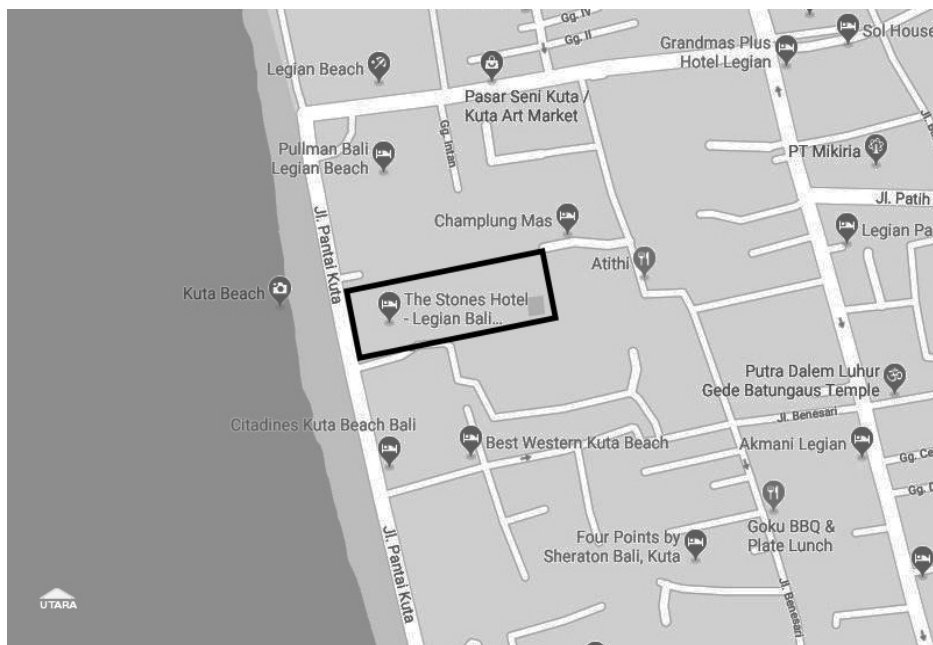 Gg. IV
Gg. II
Sol House
Grandmas Plus
Hotel Legian
Legian Beach
Pasar Seni Kuta /
Kuta Art Market
Gg. Intan
Pullman Bali
Legian Beach
PT Mikiria
Jl. Patih
Jl. Pantai Kuta
Champlung Mas
Legian Pa
Atithi
Kuta Beach
The Stones Hotel
- Legian Bali...
Putra Dalem Luhur
Gede Batungaus Temple
Jl. Benesari
Citadines Kuta Beach Bali
Best Western Kuta Beach
Akmani Legian
Gg. Ce
Gg. D
Goku BBQ &
Plate Lunch
Four Points by
Sheraton Bali, Kuta
Jl. Pantai Kuta
Jl. Benesari
UTARA